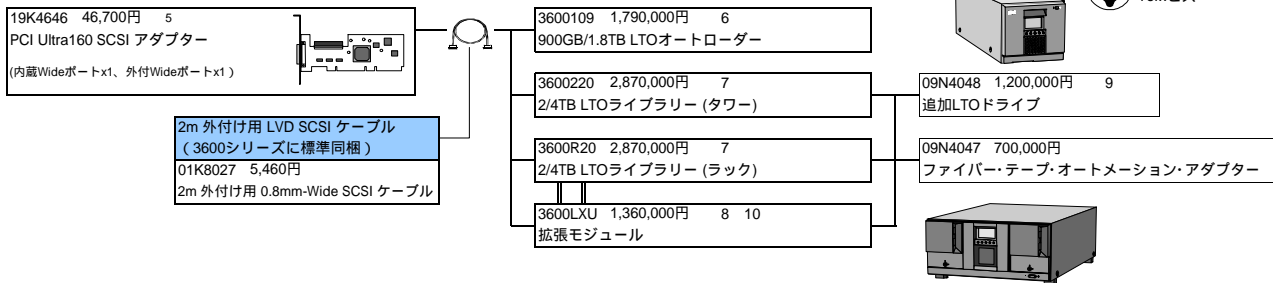 19K4646 46,700円 5
PCI Ultra160 SCSI アダプター
(内蔵Wideポートx1、外付Wideポートx1 )
2m 外付け用 LVD SCSI ケーブル
( 3600シリーズに標準同梱 )
01K8027 5,460円
2m 外付け用 0.8mm-Wide SCSI ケーブル
3600109 1,790,000円 6
900GB/1.8TB LTOオートローダー
3600220 2,870,000円 7
2/4TB LTOライブラリー (タワー)
3600R20 2,870,000円 7
2/4TB LTOライブラリー (ラック)
3600LXU 1,360,000円 8 10
拡張モジュール
09N4048 1,200,000円 9
追加LTOドライブ
09N4047 700,000円
ファイバー・テープ・オートメーション・アダプター